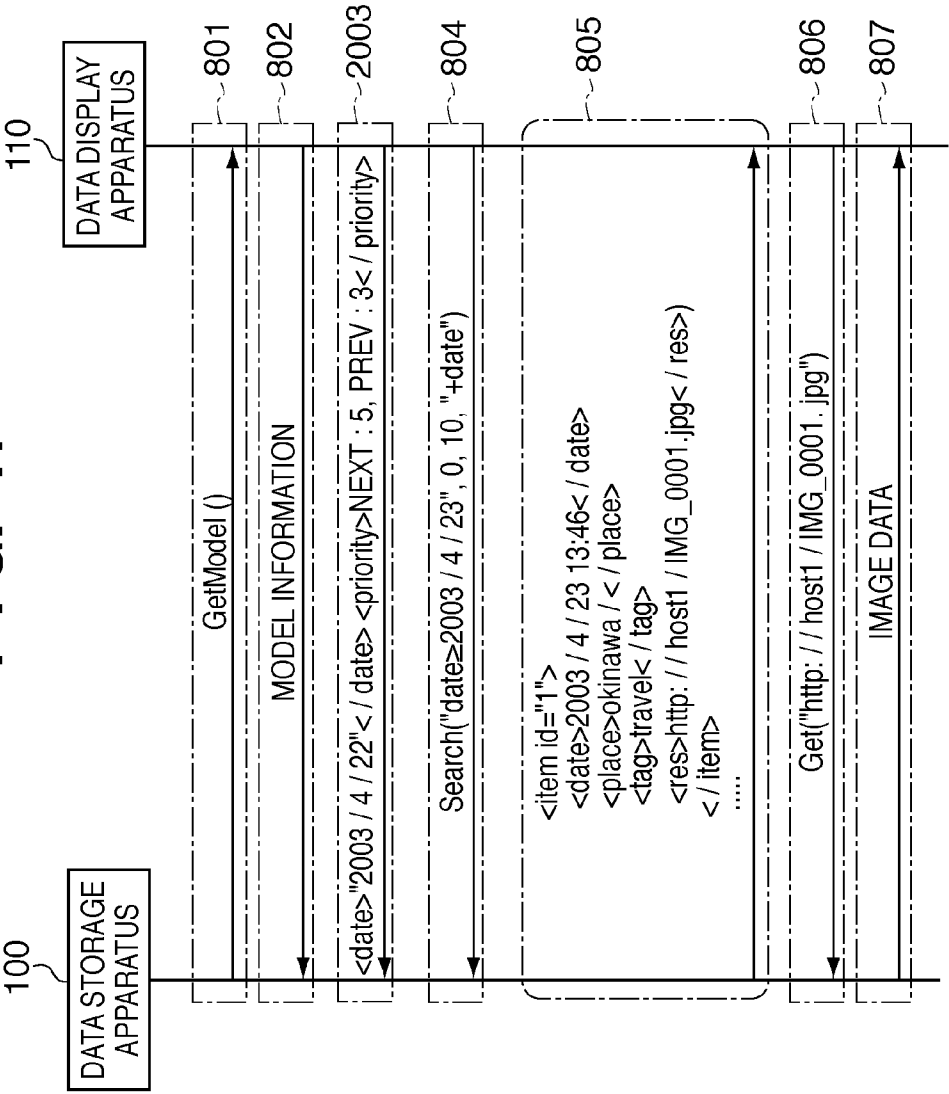 100
DATA STORAGE
APPARATUS
110
DATA DISPLAY
APPARATUS
GetModel ()
801
MODEL INFORMATION
802
<date>"2003 / 4 / 22"< / date> <priority>NEXT : 5, PREV : 3< / priority>
2003
Search("date≥2003 / 4 / 23", 0, 10, "+date")
804
805
<item id="1">
<date>2003 / 4 / 23 13:46< / date>
<place>okinawa / < / place>
<tag>travel< / tag>
<res>http: / / host1 / IMG_0001.jpg< / res>
< / item>
.....
Get("http: / / host1 / IMG_0001. jpg")
806
IMAGE DATA
807